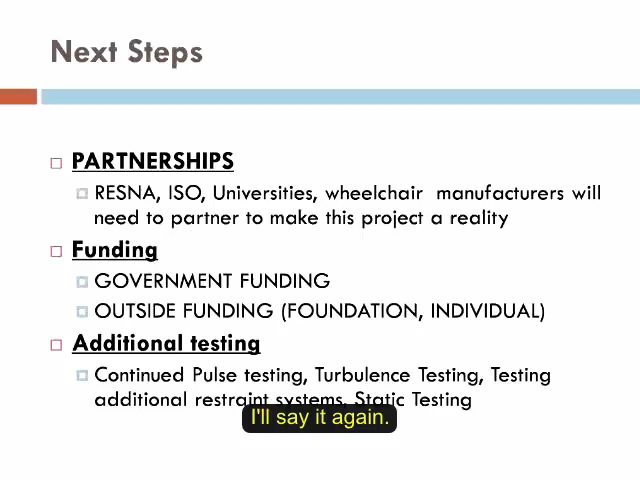 Next Steps
PARTNERSHIPS
RESNA, ISO, Universities, wheelchair manufacturers will
need to partner to make this project a reality
Funding
GOVERNMENT FUNDING
OUTSIDE FUNDING (FOUNDATION, INDIVIDUAL)
Additional testing
Continued Pulse testing, Turbulence Testing, Testing
additional restraint systems, Static Testing
I'll say it again.